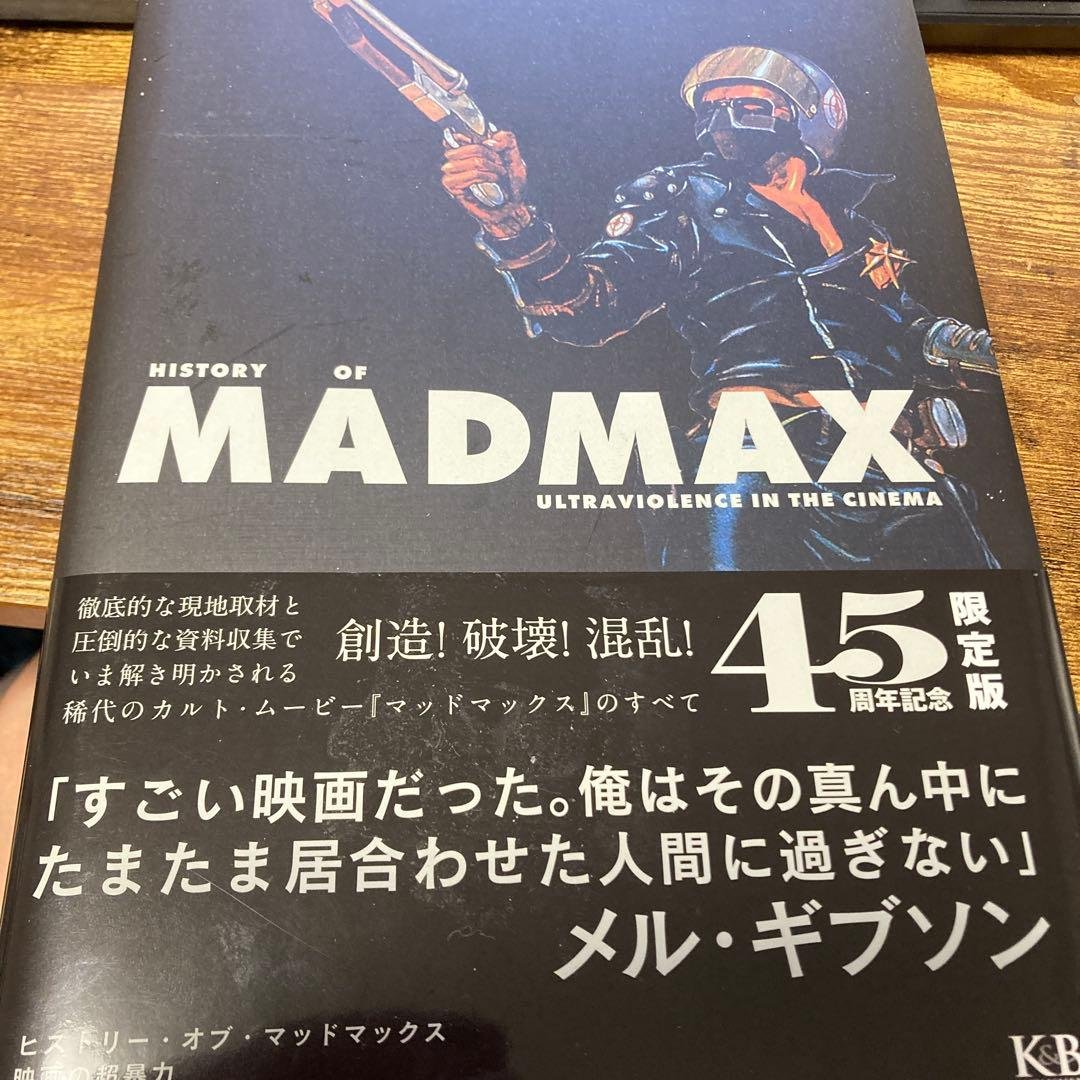 HISTORY OF
MADMAX
ULTRAVIOLENCE IN THE CINEMA
徹底的な現地取材と
圧倒的な資料収集で
いま解き明かされる
稀代のカルト・ムービー『マッドマックス』のすべて
創造！破壊！混乱！
45
周年記念
限定版
「すごい映画だった。俺はその真ん中に
たまたま居合わせた人間に過ぎない」
メル・ギブソン
ヒストリー・オブ・マッドマックス
映画の超暴力
K&B